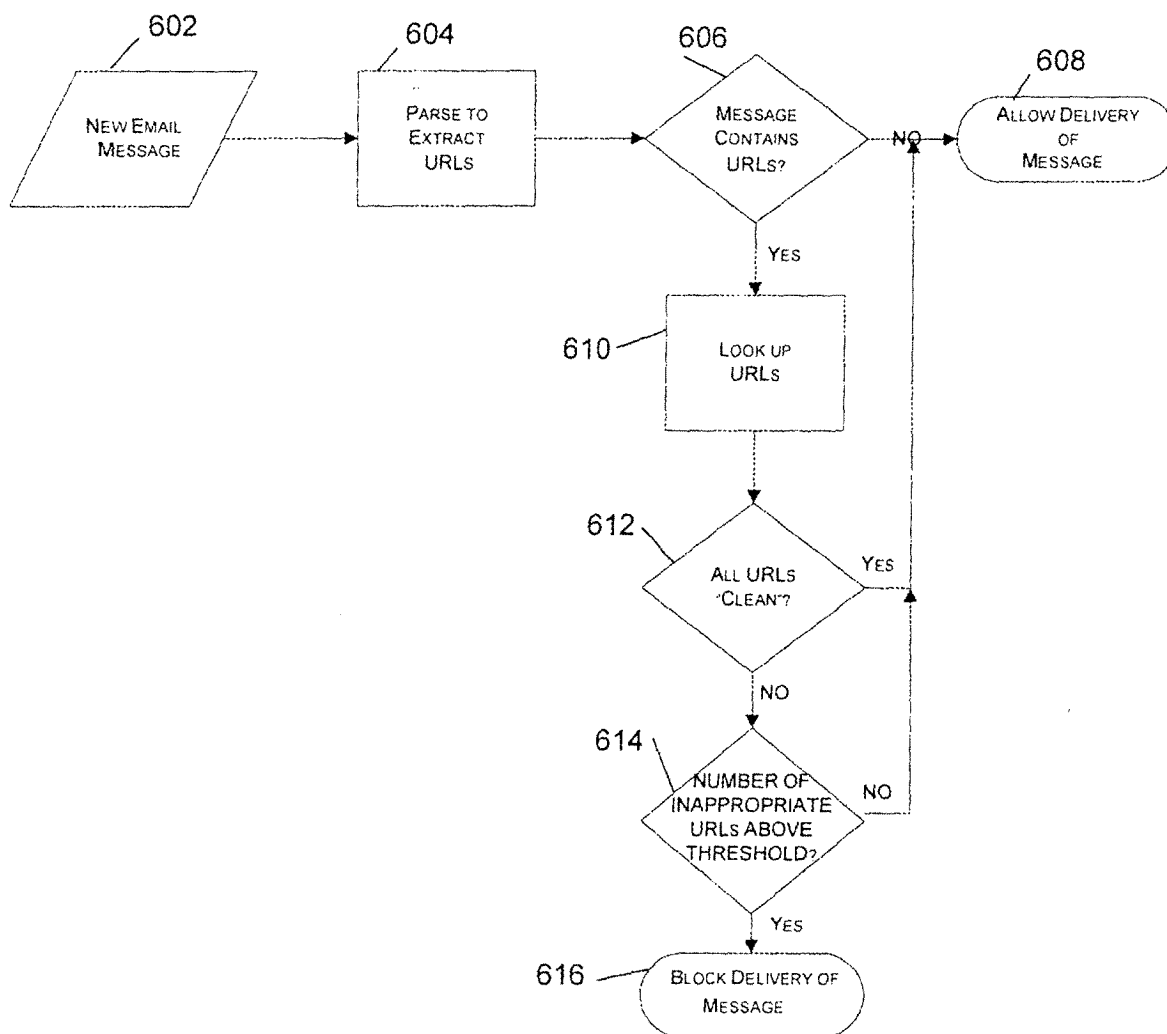 602
NEW EMAIL
MESSAGE
604
PARSE TO
EXTRACT
URLS
606
MESSAGE
CONTAINS
URLS?
NO
608
ALLOW DELIVERY
OF
MESSAGE
YES
610
LOOK UP
URLS
612
ALL URLS
"CLEAN"?
YES
NO
614
NUMBER OF
INAPPROPRIATE
URLS ABOVE
THRESHOLD?
NO
YES
616
BLOCK DELIVERY OF
MESSAGE